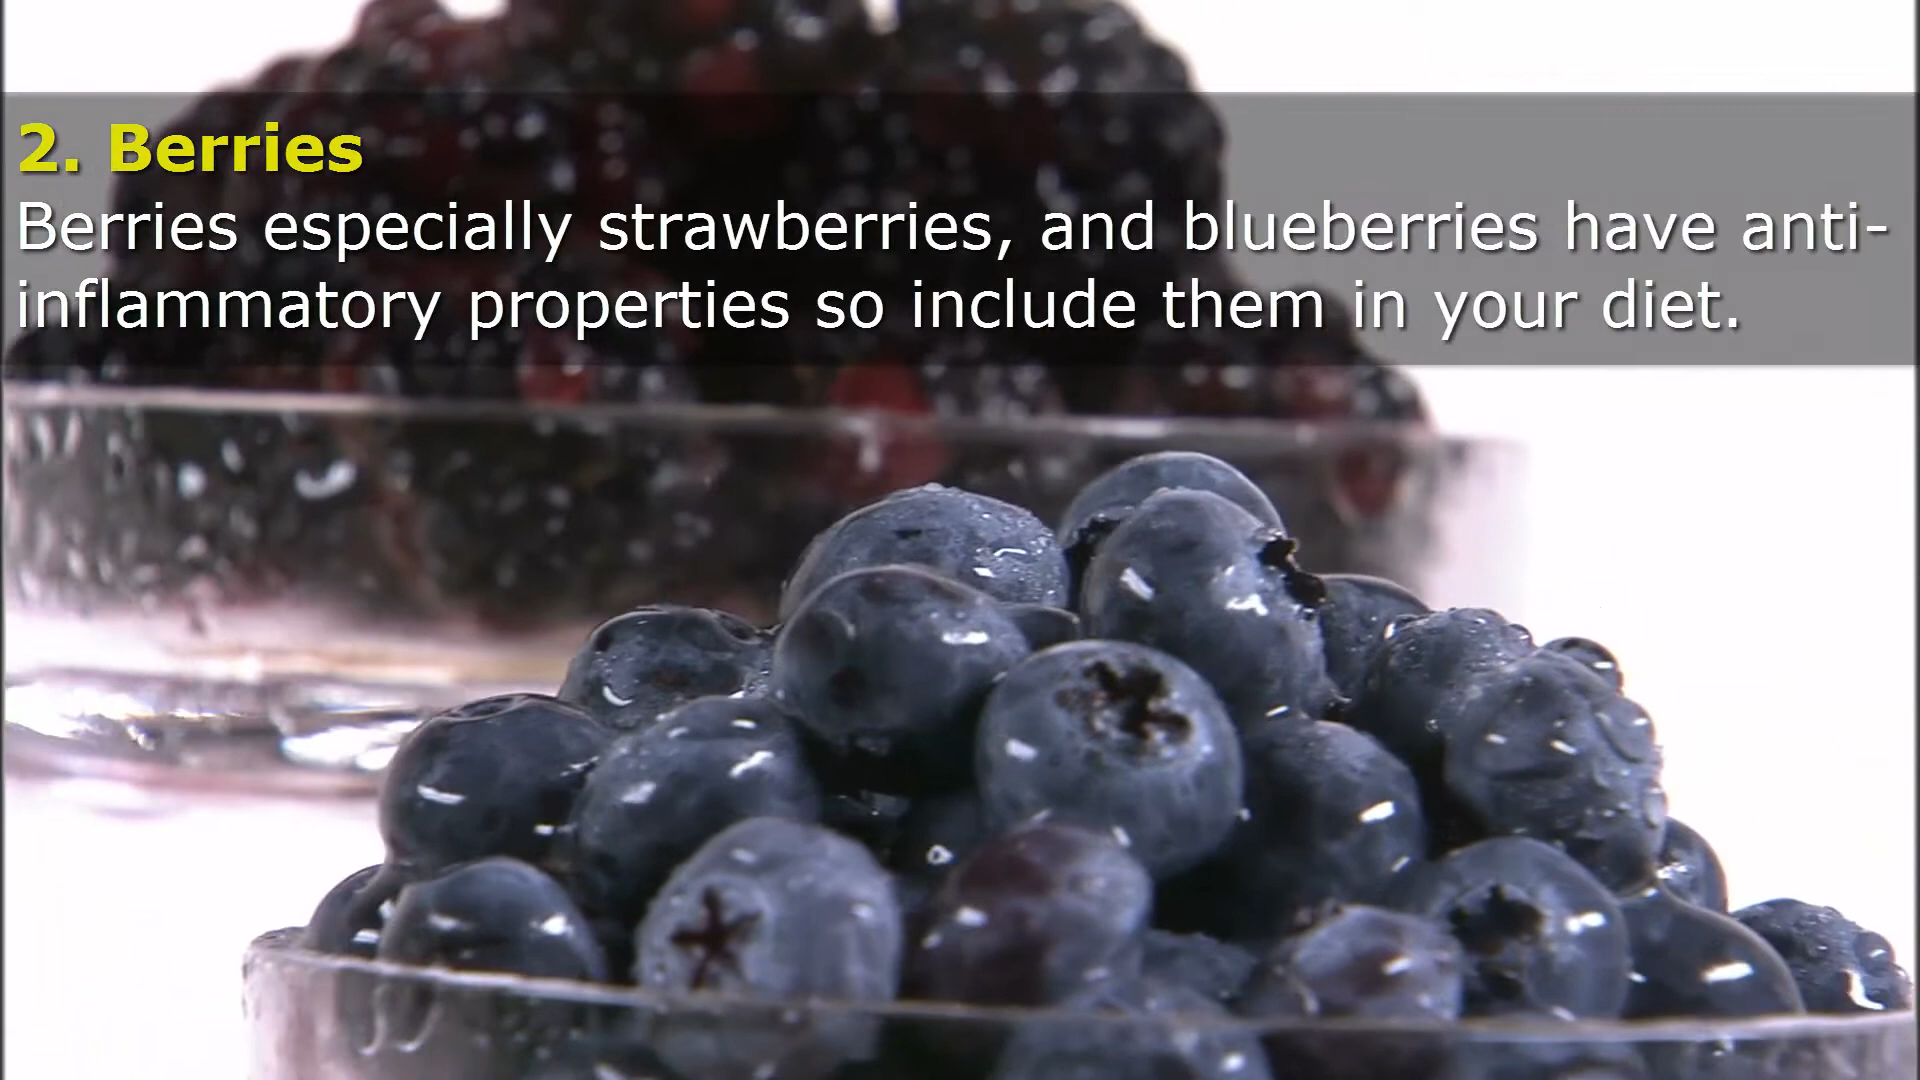 2. Berries
Berries especially strawberries, and blueberries have anti-
inflammatory properties so include them in your diet.